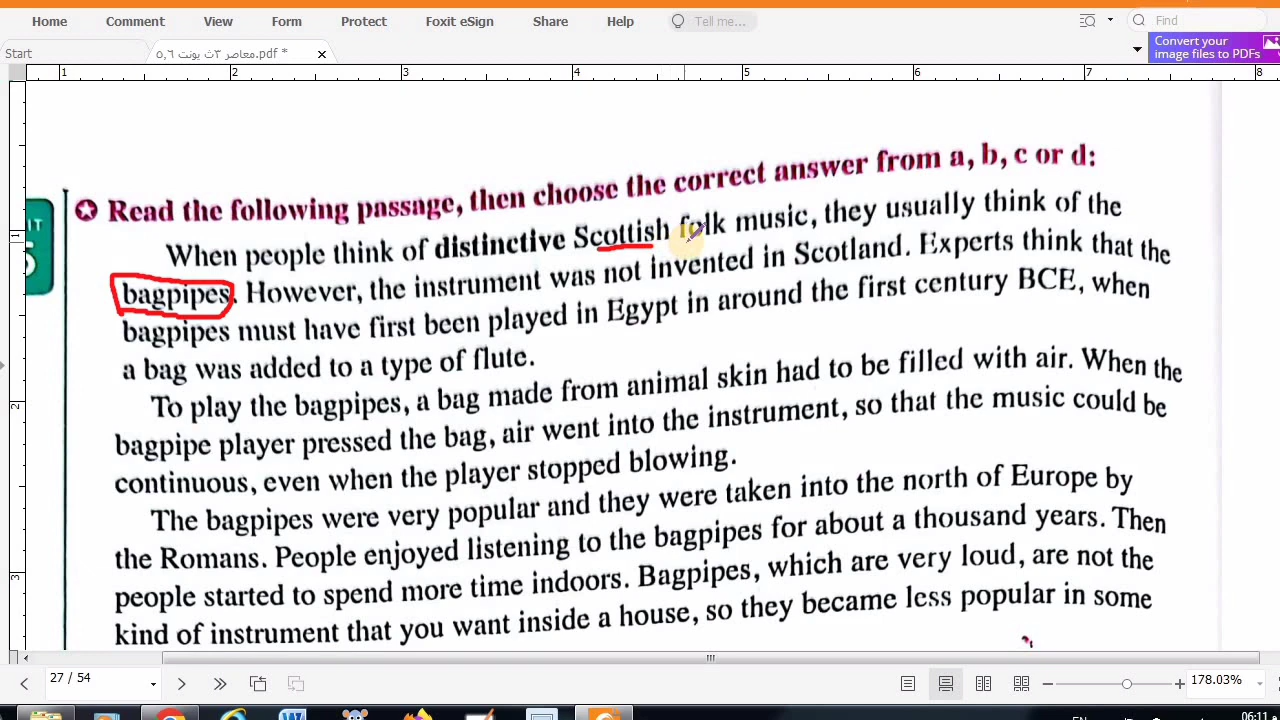 Home Comment View Form Protect Foxit eSign Share Help Tell me... Find
Start معاصر ٣ث يونت ٥,٦.pdf * x Convert your
image files to PDFs
1 2 3 4 5 6 7 8
Read the following passage, then choose the correct answer from a, b, c or d:
When people think of distinctive Scottish folk music, they usually think of the
bagpipes. However, the instrument was not invented in Scotland. Experts think that the
bagpipes must have first been played in Egypt in around the first century BCE, when
a bag was added to a type of flute.
To play the bagpipes, a bag made from animal skin had to be filled with air. When the
bagpipe player pressed the bag, air went into the instrument, so that the music could be
continuous, even when the player stopped blowing.
The bagpipes were very popular and they were taken into the north of Europe by
the Romans. People enjoyed listening to the bagpipes for about a thousand years. Then
people started to spend more time indoors. Bagpipes, which are very loud, are not the
kind of instrument that you want inside a house, so they became less popular in some
IT
5
1
2
3
27 / 54 178.03%
EN 06:11